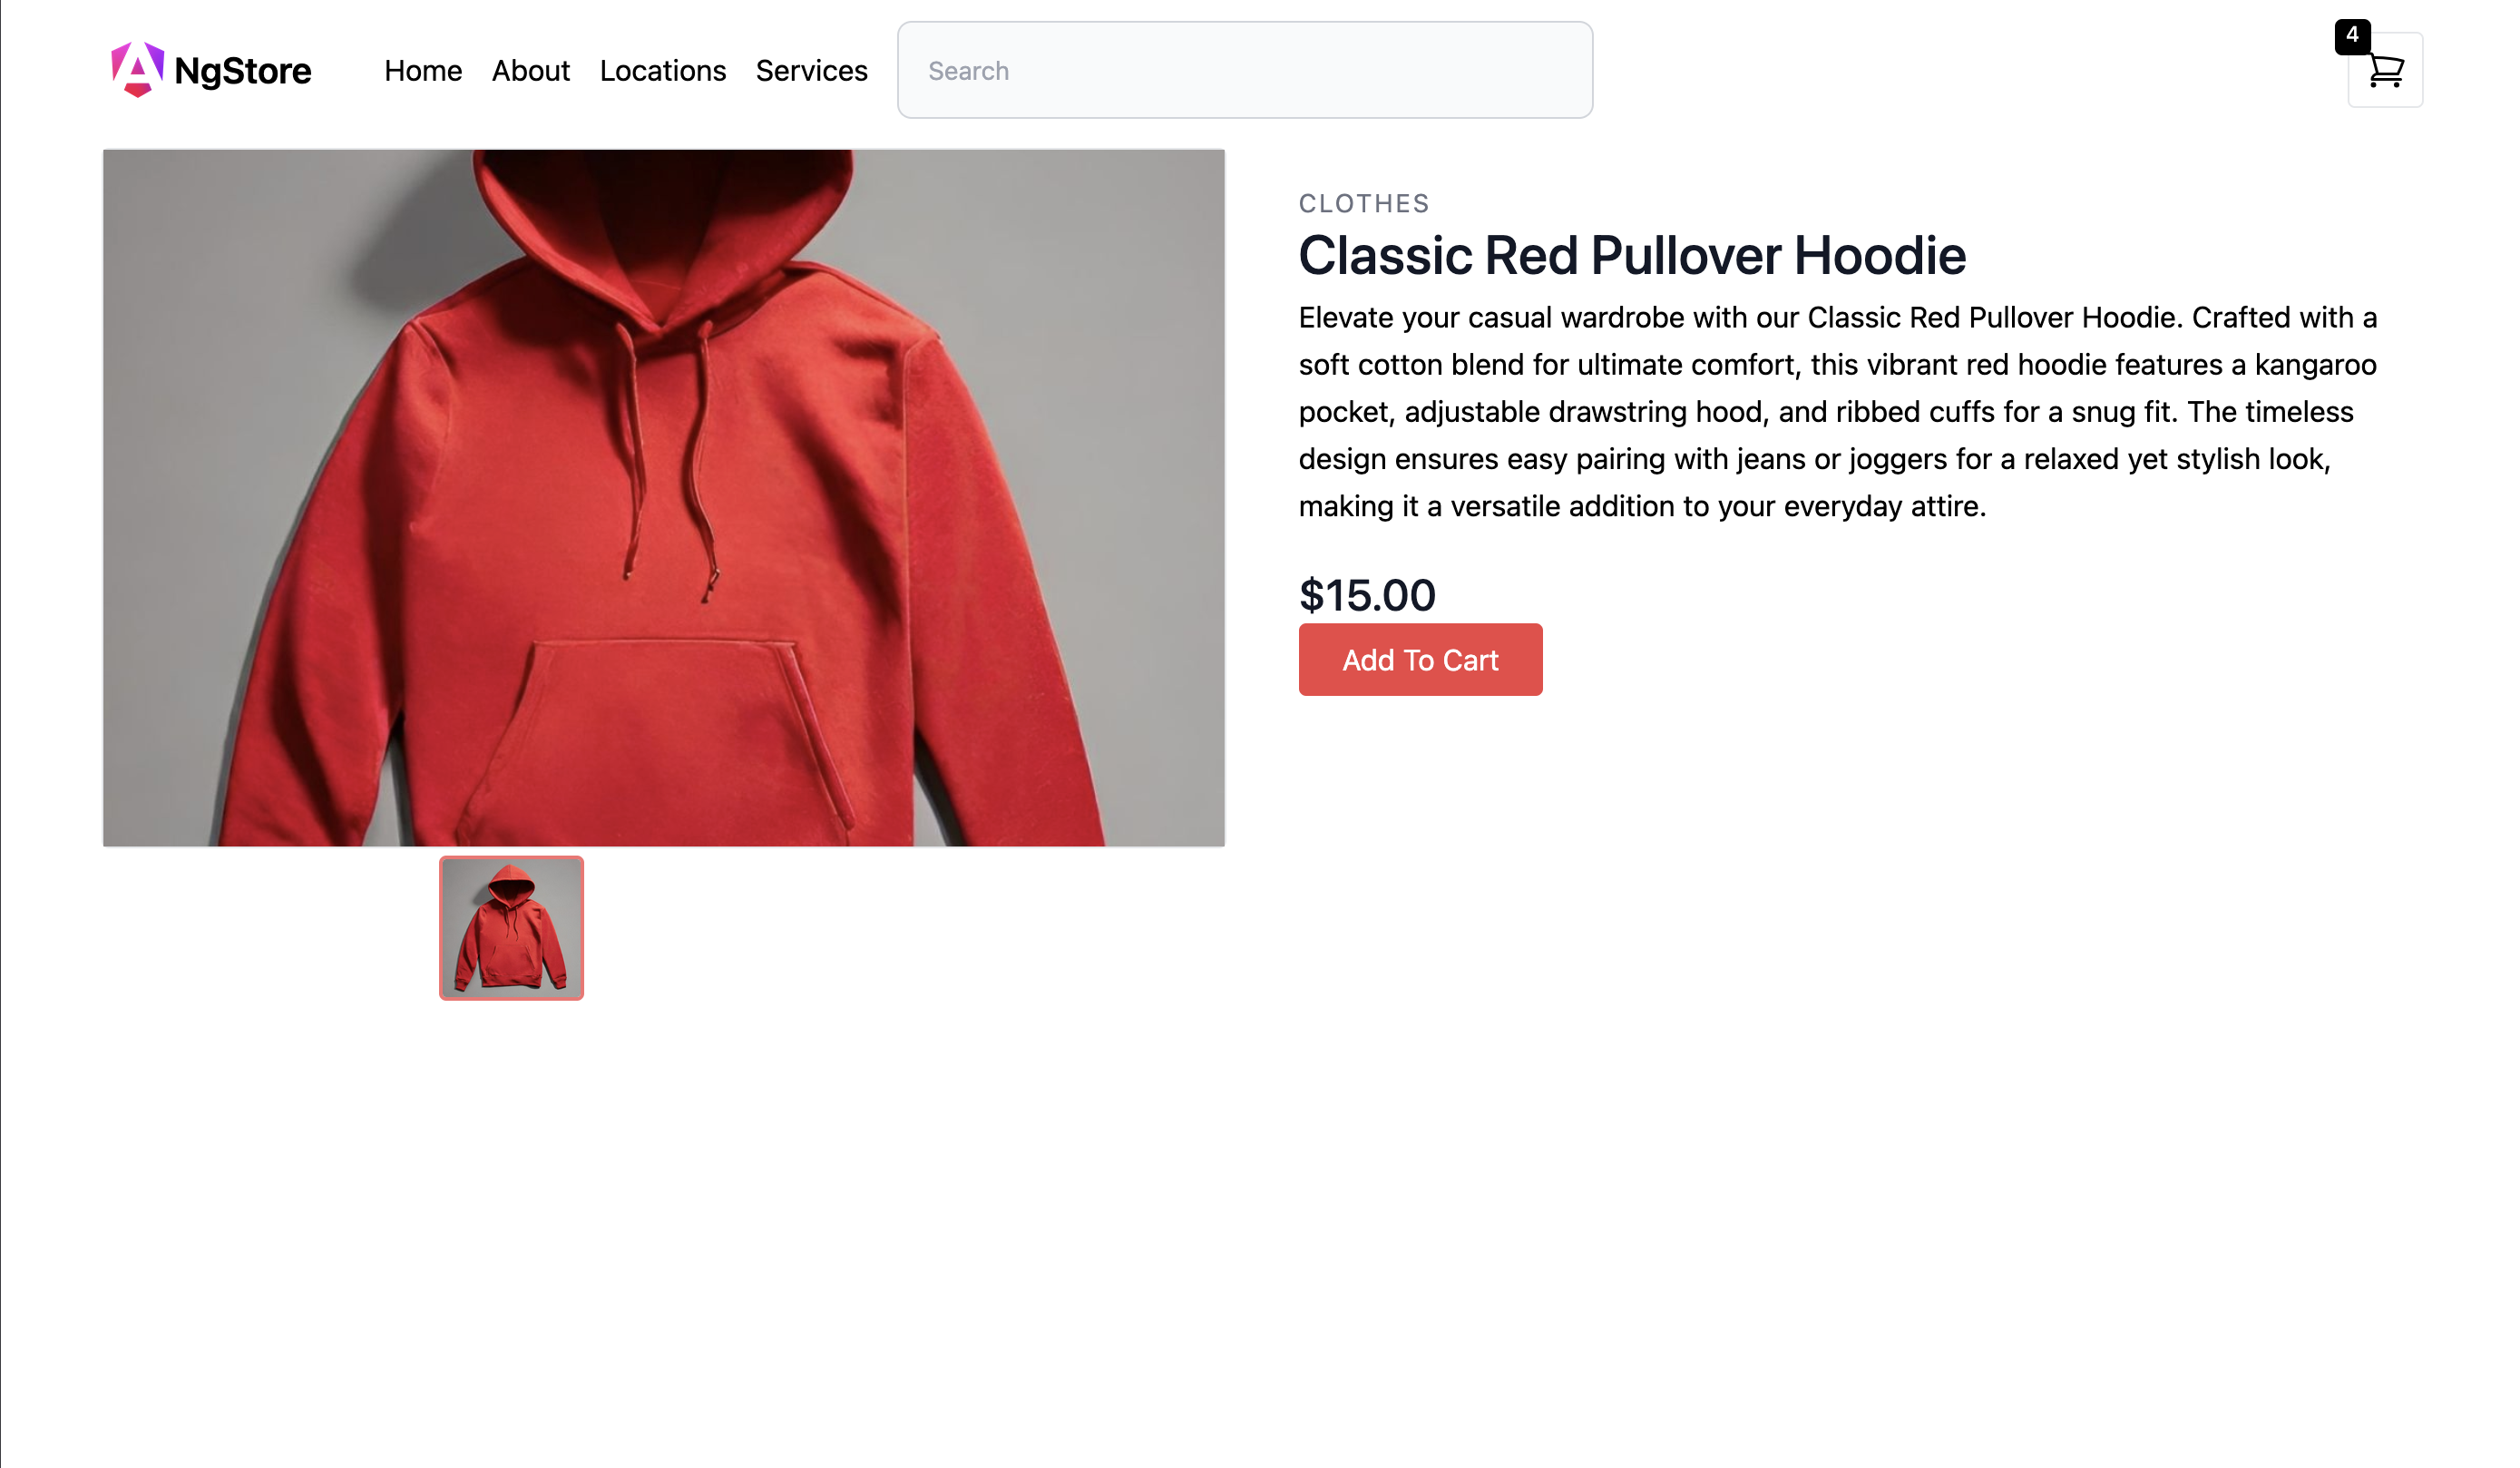 NgStore
Home
About
Locations
Services
Search
4
CLOTHES
Classic Red Pullover Hoodie
Elevate your casual wardrobe with our Classic Red Pullover Hoodie. Crafted with a
soft cotton blend for ultimate comfort, this vibrant red hoodie features a kangaroo
pocket, adjustable drawstring hood, and ribbed cuffs for a snug fit. The timeless
design ensures easy pairing with jeans or joggers for a relaxed yet stylish look,
making it a versatile addition to your everyday attire.
$15.00
Add To Cart